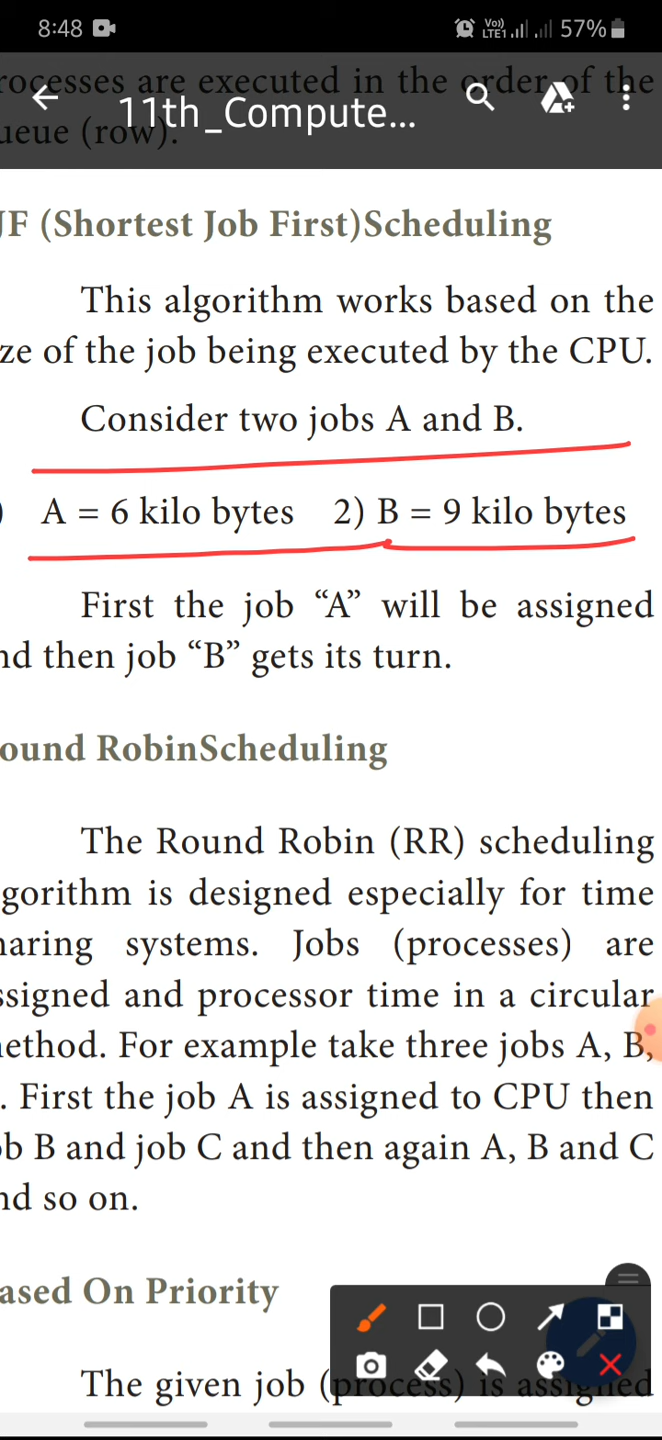 8:48
Vo)) LTE1 57%
rocesses are executed in the order of the
ueue (row).
11th_Compute...
JF (Shortest Job First)Scheduling
This algorithm works based on the
ze of the job being executed by the CPU.
Consider two jobs A and B.
) A = 6 kilo bytes 2) B = 9 kilo bytes
First the job “A” will be assigned
nd then job “B” gets its turn.
ound RobinScheduling
The Round Robin (RR) scheduling
gorithm is designed especially for time
haring systems. Jobs (processes) are
ssigned and processor time in a circular
nethod. For example take three jobs A, B,
. First the job A is assigned to CPU then
ob B and job C and then again A, B and C
nd so on.
ased On Priority
The given job (process) is assigned